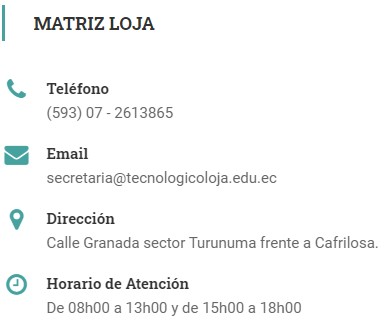 MATRIZ LOJA
Teléfono
(593) 07 - 2613865
Email
secretaria@tecnologicoloja.edu.ec
Dirección
Calle Granada sector Turunuma frente a Cafrilosa.
Horario de Atención
De 08h00 a 13h00 y de 15h00 a 18h00